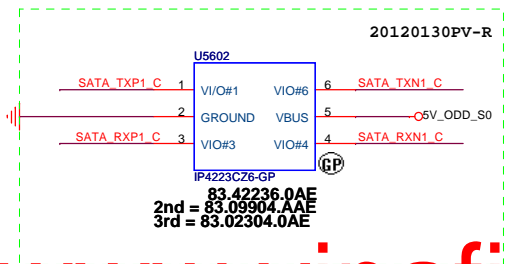 20120130PV-R
U5602
SATA_TXP1_C 1 VI/O#1 VIO#6 6 SATA_TXN1_C
2 GROUND VBUS 5 5V_ODD_S0
SATA_RXP1_C 3 VIO#3 VIO#4 4 SATA_RXN1_C
GP
IP4223CZ6-GP
83.42236.0AE
2nd = 83.09904.AAE
3rd = 83.02304.0AE